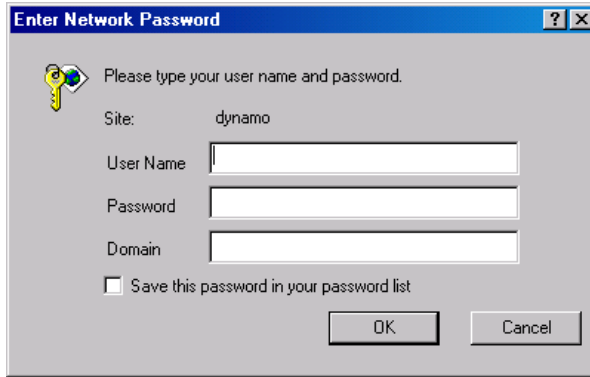 Enter Network Password
Please type your user name and password.
Site: dynamo
User Name
Password
Domain
Save this password in your password list
OK Cancel